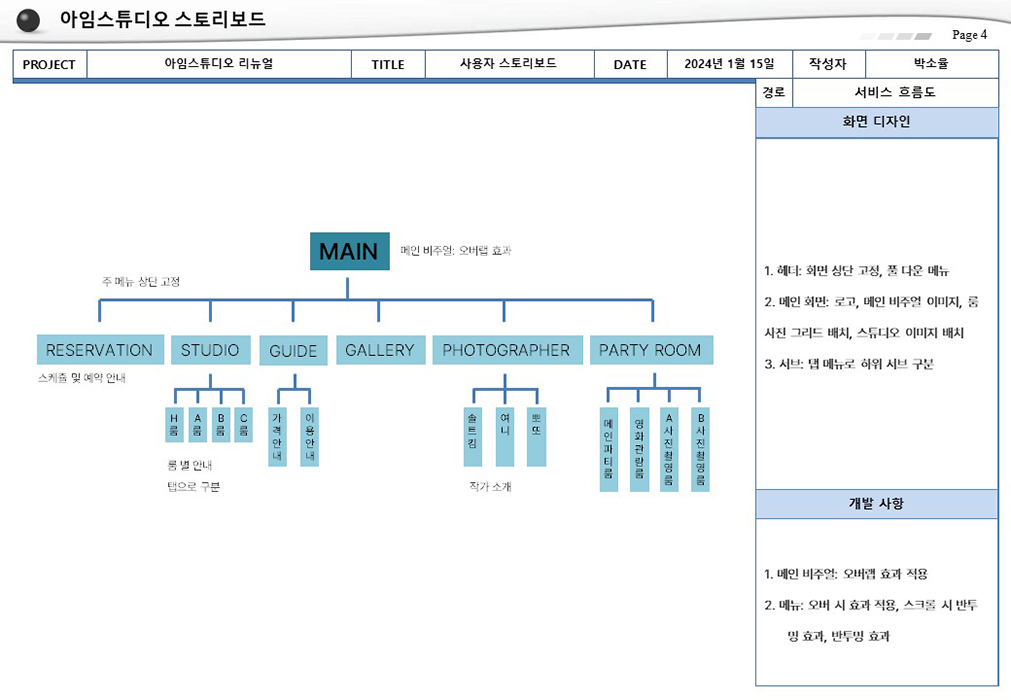 아임스튜디오 스토리보드
Page 4
PROJECT 아임스튜디오 리뉴얼 TITLE 사용자 스토리보드 DATE 2024년 1월 15일 작성자 박소율
경로 서비스 흐름도
화면 디자인
MAIN 메인 비주얼: 오버랩 효과
주 메뉴 상단 고정
RESERVATION STUDIO GUIDE GALLERY PHOTOGRAPHER PARTY ROOM
스케줄 및 예약 안내
H룸 A룸 B룸 C룸 가격안내 이용안내 솔트킴 여니 뽀또 메인파티룸 영화관람룸 A사진촬영룸 B사진촬영룸
룸 별 안내
탭으로 구분
작가 소개
1. 헤더: 화면 상단 고정, 풀 다운 메뉴
2. 메인 화면: 로고, 메인 비주얼 이미지, 룸
사진 그리드 배치, 스튜디오 이미지 배치
3. 서브: 탭 메뉴로 하위 서브 구분
개발 사항
1. 메인 비주얼: 오버랩 효과 적용
2. 메뉴: 오버 시 효과 적용, 스크롤 시 반투
명 효과, 반투명 효과